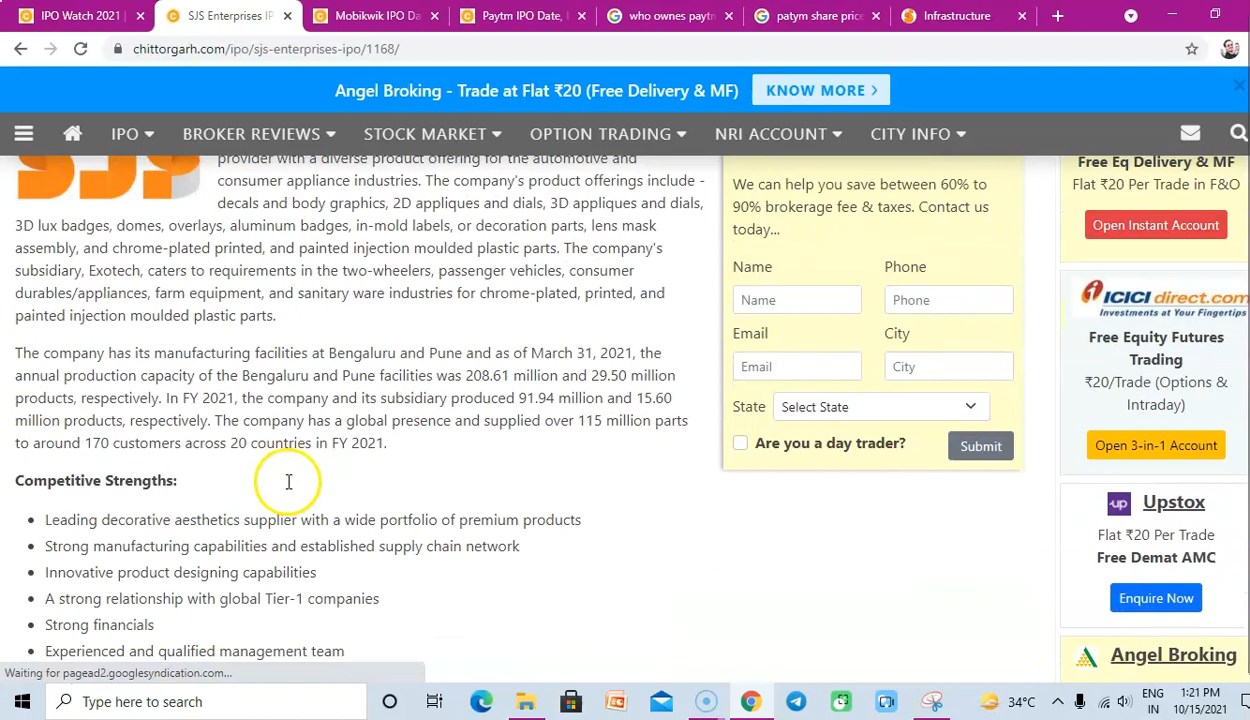 IPO Watch 2021 |
SJS Enterprises IP
Mobikwik IPO Da
Paytm IPO Date,
who ownes payt
patym share price
Infrastructure
chittorgarh.com/ipo/sjs-enterprises-ipo/1168/
Angel Broking - Trade at Flat ₹20 (Free Delivery & MF)
KNOW MORE
IPO
BROKER REVIEWS
STOCK MARKET
OPTION TRADING
NRI ACCOUNT
CITY INFO
SJS
provider with a diverse product offering for the automotive and
consumer appliance industries. The company's product offerings include -
decals and body graphics, 2D appliques and dials, 3D appliques and dials,
3D lux badges, domes, overlays, aluminum badges, in-mold labels, or decoration parts, lens mask
assembly, and chrome-plated printed, and painted injection moulded plastic parts. The company's
subsidiary, Exotech, caters to requirements in the two-wheelers, passenger vehicles, consumer
durables/appliances, farm equipment, and sanitary ware industries for chrome-plated, printed, and
painted injection moulded plastic parts.
The company has its manufacturing facilities at Bengaluru and Pune and as of March 31, 2021, the
annual production capacity of the Bengaluru and Pune facilities was 208.61 million and 29.50 million
products, respectively. In FY 2021, the company and its subsidiary produced 91.94 million and 15.60
million products, respectively. The company has a global presence and supplied over 115 million parts
to around 170 customers across 20 countries in FY 2021.
Competitive Strengths:
Leading decorative aesthetics supplier with a wide portfolio of premium products
Strong manufacturing capabilities and established supply chain network
Innovative product designing capabilities
A strong relationship with global Tier-1 companies
Strong financials
Experienced and qualified management team
We can help you save between 60% to
90% brokerage fee & taxes. Contact us
today...
Name
Phone
Name
Phone
Email
City
Email
City
State
Select State
Are you a day trader?
Submit
Free Eq Delivery & MF
Flat ₹20 Per Trade in F&O
Open Instant Account
ICICI direct.com
Investments at Your Fingertips
Free Equity Futures
Trading
₹20/Trade (Options &
Intraday)
Open 3-in-1 Account
up
Upstox
Flat ₹20 Per Trade
Free Demat AMC
Enquire Now
Angel Broking
Waiting for pagead2.googlesyndication.com...
Type here to search
34°C
ENG
IN
1:21 PM
10/15/2021